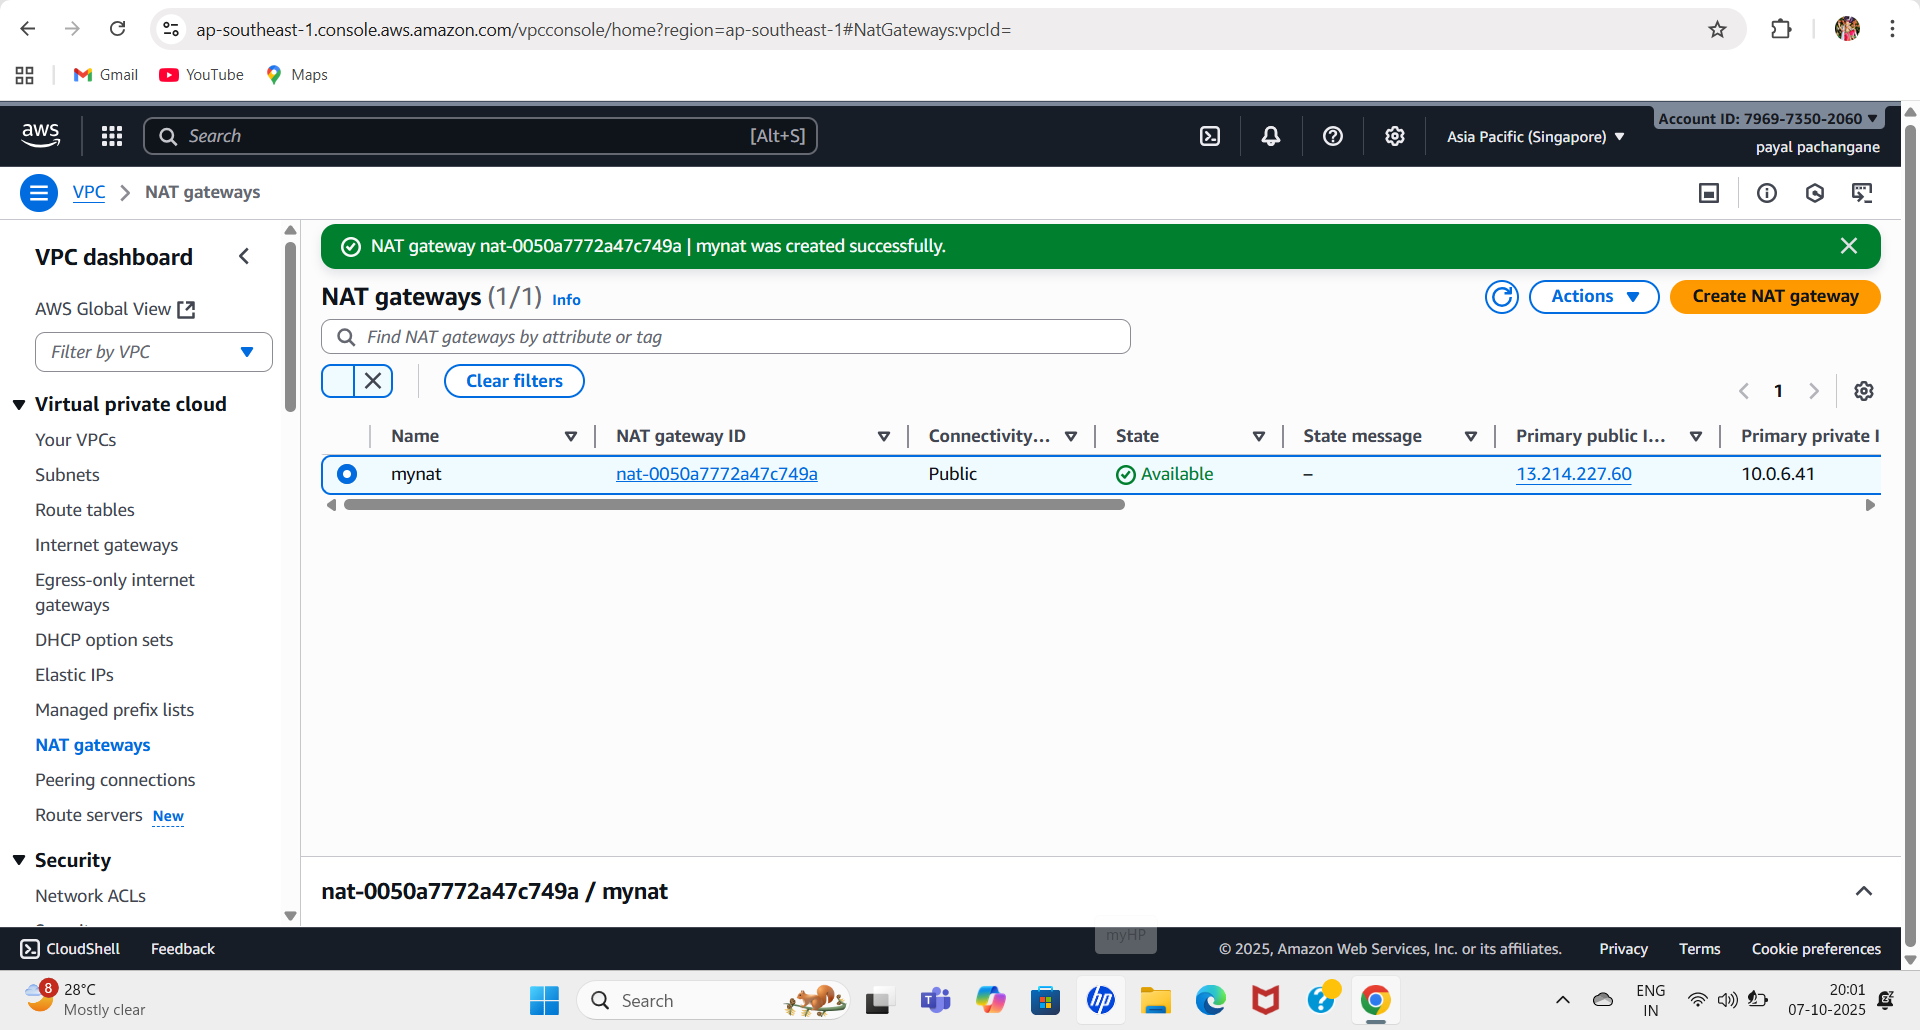 ap-southeast-1.console.aws.amazon.com/vpcconsole/home?region=ap-southeast-1#NatGateways:vpcId=
Gmail
YouTube
Maps
aws
Search
[Alt+S]
Asia Pacific (Singapore)
Account ID: 7969-7350-2060
payal pachangane
VPC
NAT gateways
VPC dashboard
AWS Global View
Filter by VPC
Virtual private cloud
Your VPCs
Subnets
Route tables
Internet gateways
Egress-only internet
gateways
DHCP option sets
Elastic IPs
Managed prefix lists
NAT gateways
Peering connections
Route servers New
Security
Network ACLs
NAT gateway nat-0050a7772a47c749a | mynat was created successfully.
NAT gateways (1/1) Info
Actions
Create NAT gateway
Find NAT gateways by attribute or tag
Clear filters
1
Name
NAT gateway ID
Connectivity...
State
State message
Primary public I...
Primary private I
mynat
nat-0050a7772a47c749a
Public
Available
–
13.214.227.60
10.0.6.41
nat-0050a7772a47c749a / mynat
myHP
CloudShell
Feedback
© 2025, Amazon Web Services, Inc. or its affiliates.
Privacy
Terms
Cookie preferences
8
28°C
Mostly clear
Search
ENG
IN
20:01
07-10-2025